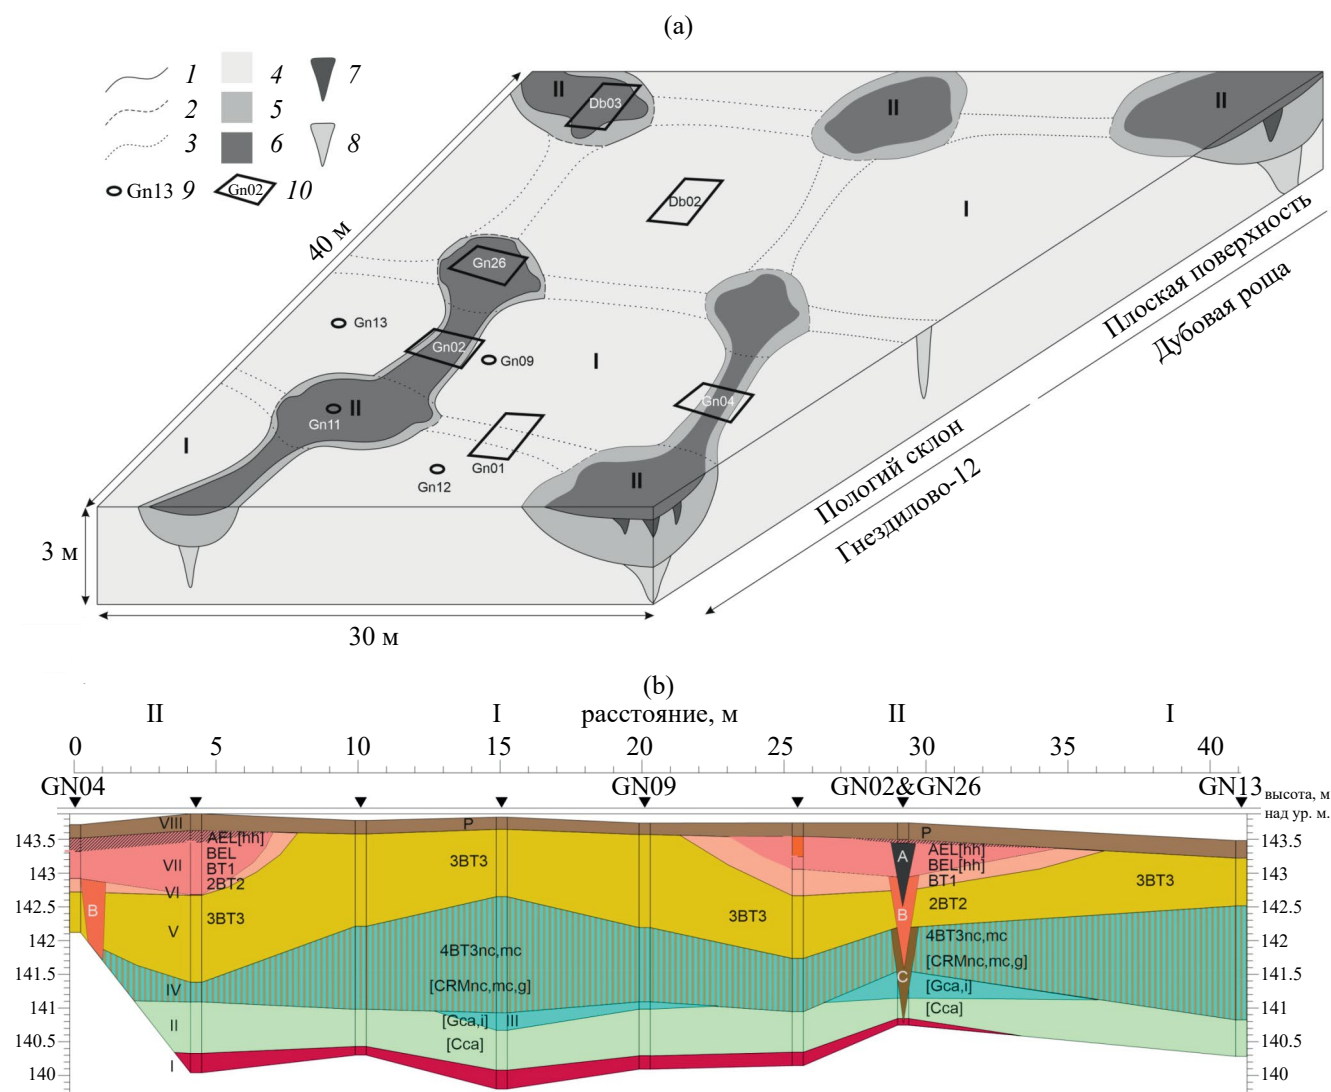 (a)
1 4 7
2 5
3 6 8
Gn13 9 Gn02 10
40 м
3 м
30 м
II II II
Db03
Db02
I
Gn26
Gn13
Gn02
Gn09
I
Gn04
Gn11 II
I
Gn01
Gn12
II
Плоская поверхность
Дубовая роща
Пологий склон
Гнездилово-12
(b)
II I расстояние, м II I
0 5 10 15 20 25 30 35 40
GN04 GN09 GN02&GN26 GN13
высота, м
над ур. м.
VIII P P
143.5 AEL[hh] AEL[hh] 143.5
BEL A BEL[hh]
VII BT1 3BT3 BT1
143 2BT2 3BT3 143
VI 2BT2
142.5 B 3BT3 3BT3 B 142.5
V
142 4BT3nc,mc 4BT3nc,mc 142
[CRMnc,mc,g]
141.5 C 141.5
IV [CRMnc,mc,g] [Gca,i]
141 [Gca,i] III [Cca] 141
II
140.5 [Cca] 140.5
I
140 140